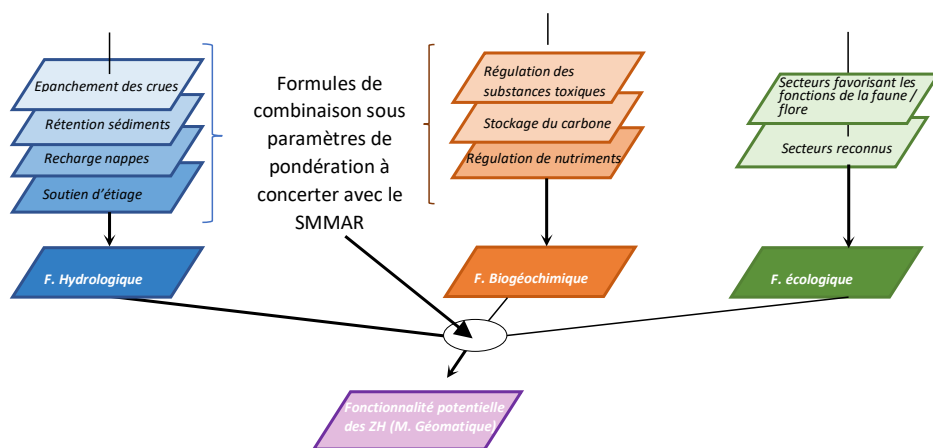 Epanchement des crues
Rétention sédiments
Recharge nappes
Soutien d'étiage
F. Hydrologique
Formules de
combinaison sous
paramètres de
pondération à
concerter avec le
SMMAR
Régulation des
substances toxiques
Stockage du carbone
Régulation de nutriments
F. Biogéochimique
Secteurs favorisant les
fonctions de la faune /
flore
Secteurs reconnus
F. écologique
Fonctionnalité potentielle
des ZH (M. Géomatique)